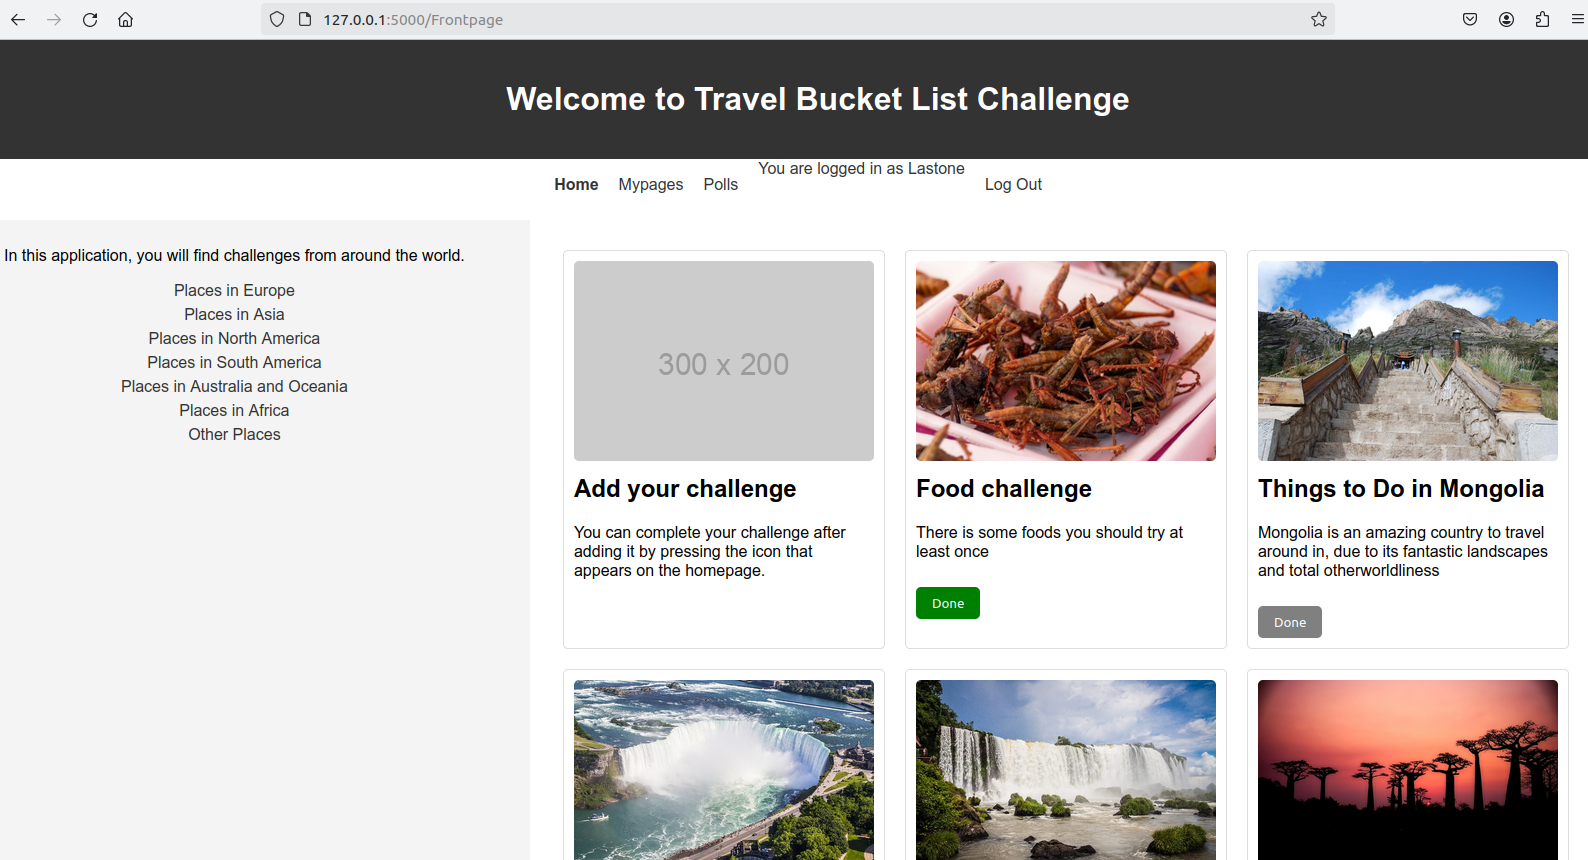 127.0.0.1:5000/Frontpage
Welcome to Travel Bucket List Challenge
Home Mypages Polls You are logged in as Lastone Log Out
In this application, you will find challenges from around the world.
Places in Europe
Places in Asia
Places in North America
Places in South America
Places in Australia and Oceania
Places in Africa
Other Places
300 x 200
Add your challenge
You can complete your challenge after
adding it by pressing the icon that
appears on the homepage.
Food challenge
There is some foods you should try at
least once
Done
Things to Do in Mongolia
Mongolia is an amazing country to travel
around in, due to its fantastic landscapes
and total otherworldliness
Done